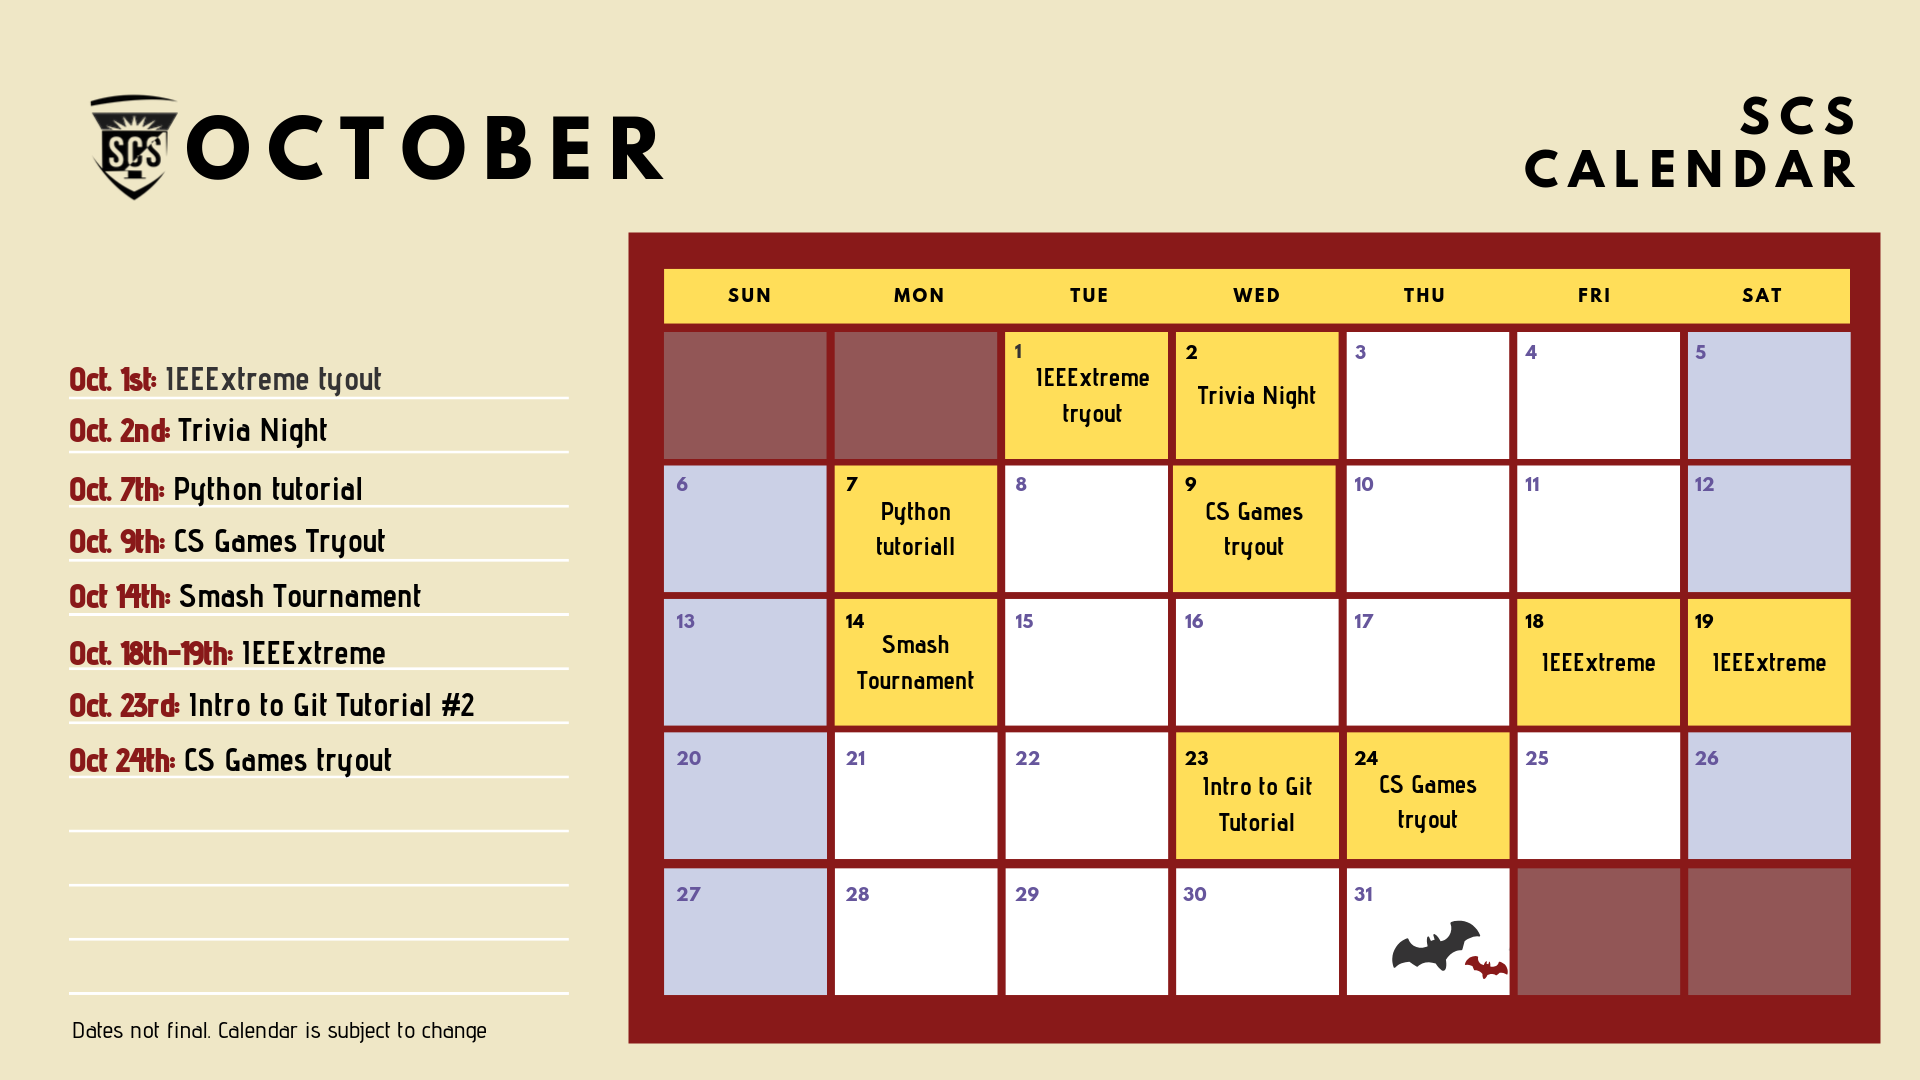 SCS
OCTOBER
SCS
CALENDAR
Oct. 1st: IEEExtreme tyout
Oct. 2nd: Trivia Night
Oct. 7th: Python tutorial
Oct. 9th: CS Games Tryout
Oct 14th: Smash Tournament
Oct. 18th-19th: IEEExtreme
Oct. 23rd: Intro to Git Tutorial #2
Oct 24th: CS Games tryout
Dates not final. Calendar is subject to change
SUN MON TUE WED THU FRI SAT
1
IEEExtreme
tryout
2
Trivia Night
3
4
5
6
7
Python
tutoriall
8
9
CS Games
tryout
10
11
12
13
14
Smash
Tournament
15
16
17
18
IEEExtreme
19
IEEExtreme
20
21
22
23
Intro to Git
Tutorial
24
CS Games
tryout
25
26
27
28
29
30
31